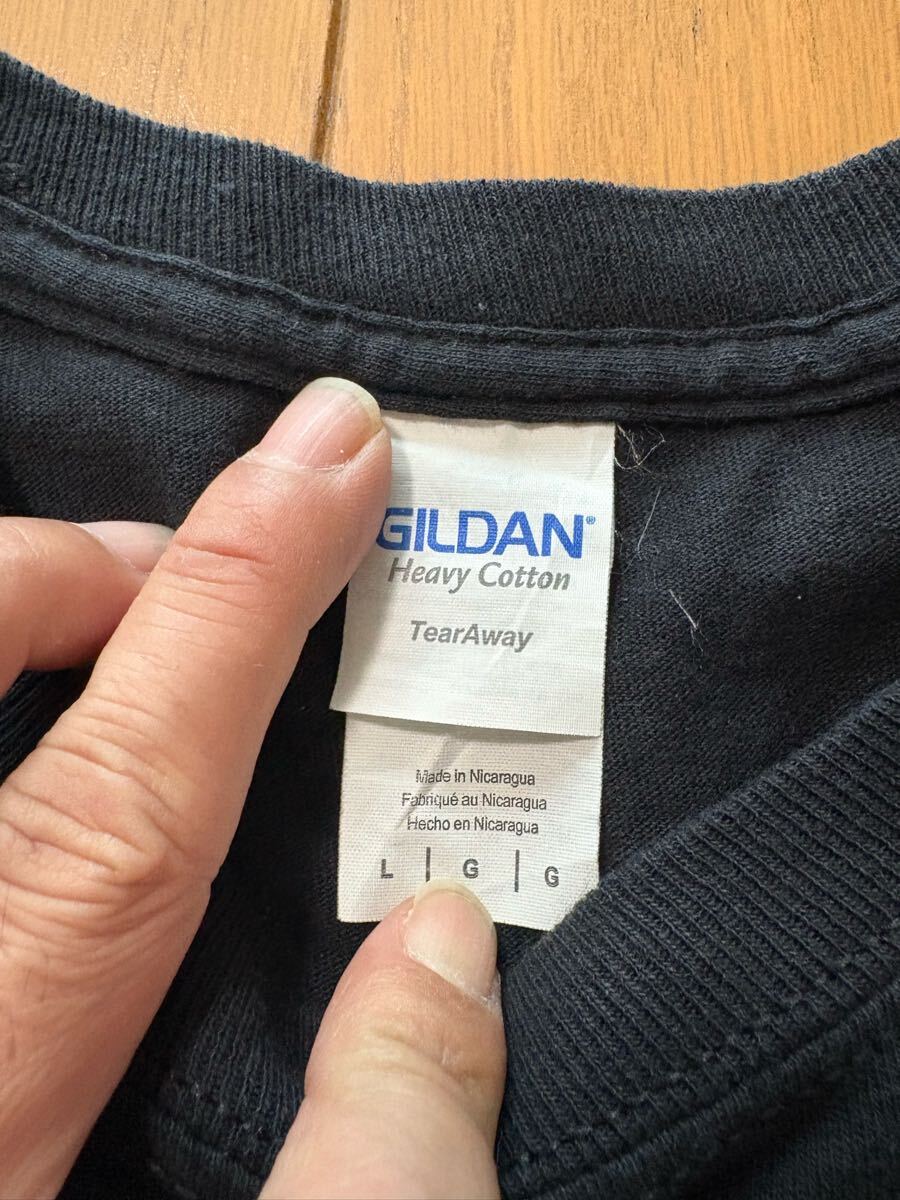 GILDAN®
Heavy Cotton
TearAway
Made in Nicaragua
Fabriqué au Nicaragua
Hecho en Nicaragua
L | G | G